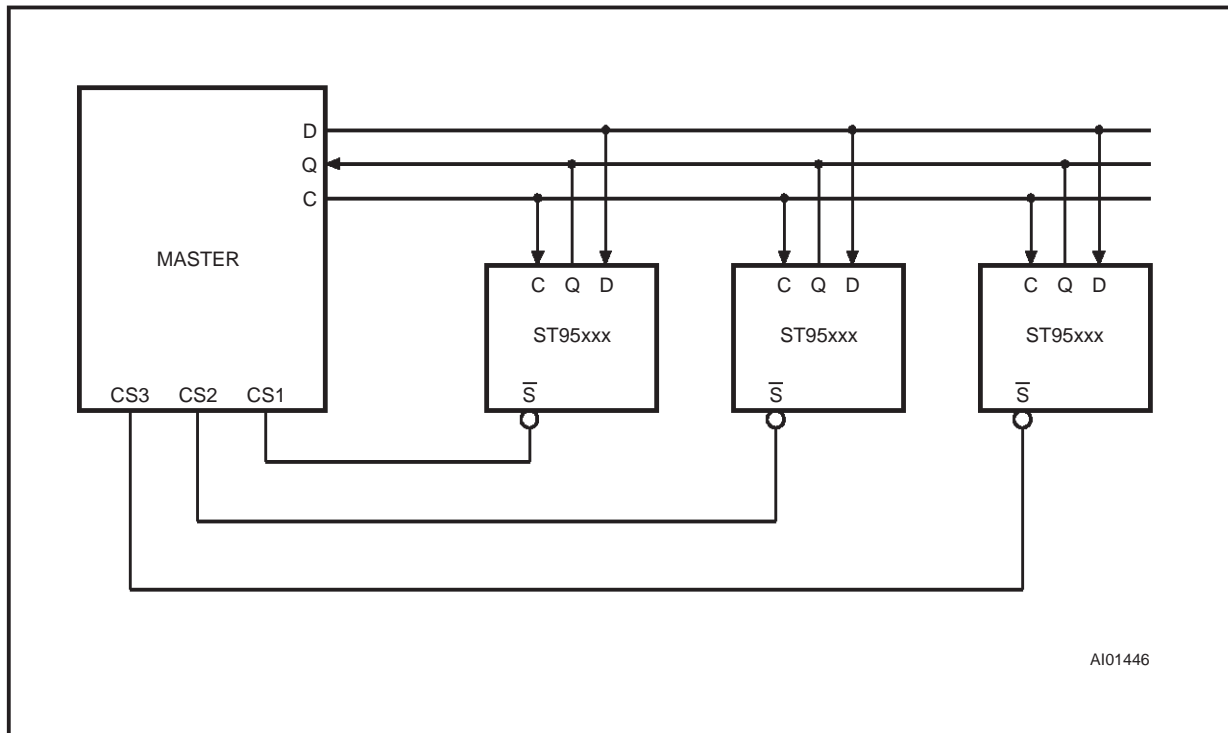 D
Q
C
MASTER
C Q D
C Q D
C Q D
ST95xxx
ST95xxx
ST95xxx
CS3 CS2 CS1
S̅
S̅
S̅
AI01446